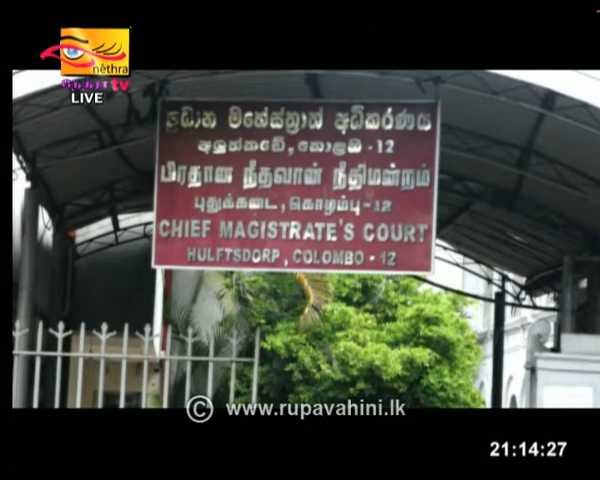 nethra
tv
LIVE
ප්‍රධාන මහේස්ත්‍රාත් අධිකරණය
අලුත්කඩේ, කොළඹ - 12
பிரதான நீதவான் நீதிமன்றம்
புதுக்கடை, கொழும்பு - 12
CHIEF MAGISTRATE'S COURT
HULFTSDORP, COLOMBO - 12
© www.rupavahini.lk
21:14:27